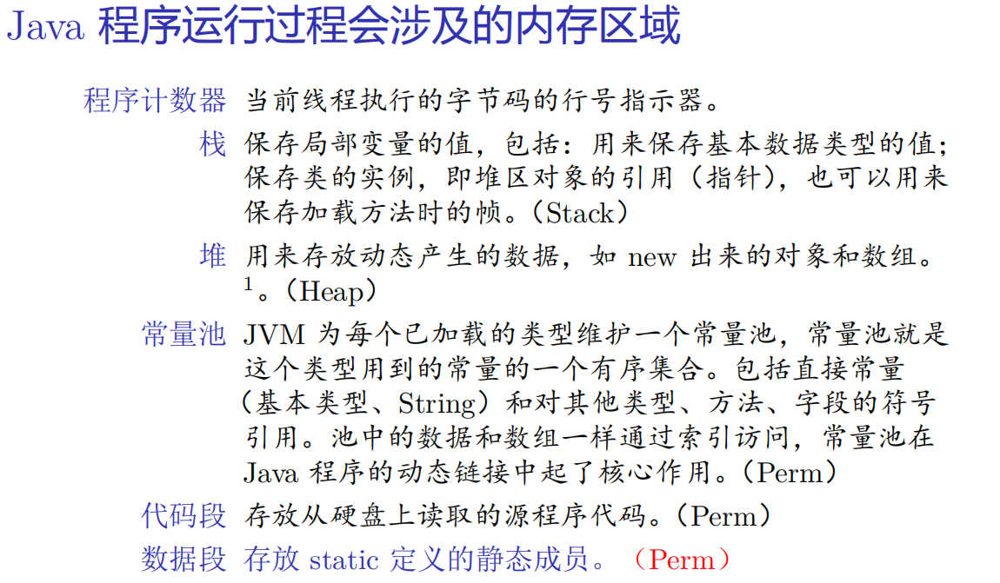 Java 程序运行过程会涉及的内存区域
程序计数器 当前线程执行的字节码的行号指示器。
栈 保存局部变量的值，包括：用来保存基本数据类型的值；
保存类的实例，即堆区对象的引用（指针），也可以用来
保存加载方法时的帧。（Stack）
堆 用来存放动态产生的数据，如 new 出来的对象和数组。
1。（Heap）
常量池 JVM 为每个已加载的类型维护一个常量池，常量池就是
这个类型用到的常量的一个有序集合。包括直接常量
（基本类型、String）和对其他类型、方法、字段的符号
引用。池中的数据和数组一样通过索引访问，常量池在
Java 程序的动态链接中起了核心作用。（Perm）
代码段 存放从硬盘上读取的源程序代码。（Perm）
数据段 存放 static 定义的静态成员。（Perm）